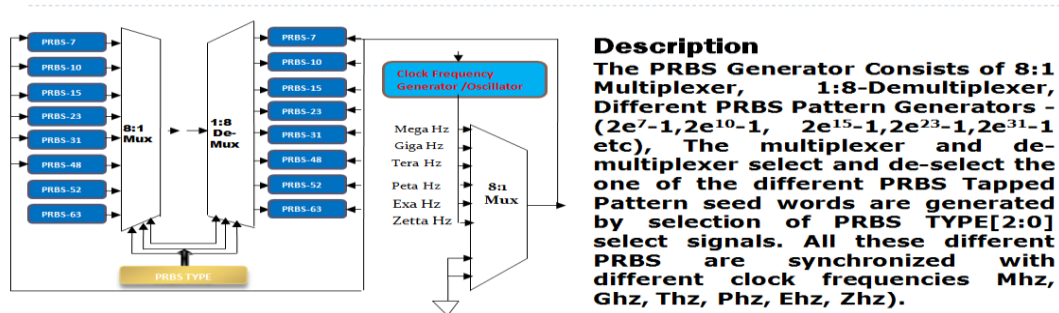 PRBS-7
PRBS-10
PRBS-15
PRBS-23
PRBS-31
PRBS-48
PRBS-52
PRBS-63
8:1
Mux
1:8
De-
Mux
PRBS-7
PRBS-10
PRBS-15
PRBS-23
PRBS-31
PRBS-48
PRBS-52
PRBS-63
PRBS TYPE
Clock Frequency
Generator /Oscillator
Mega Hz
Giga Hz
Tera Hz
Peta Hz
Exa Hz
Zetta Hz
8:1
Mux
Description
The PRBS Generator Consists of 8:1
Multiplexer, 1:8-Demultiplexer,
Different PRBS Pattern Generators -
(2e⁷-1,2e¹⁰-1, 2e¹⁵-1,2e²³-1,2e³¹-1
etc), The multiplexer and de-
multiplexer select and de-select the
one of the different PRBS Tapped
Pattern seed words are generated
by selection of PRBS TYPE[2:0]
select signals. All these different
PRBS are synchronized with
different clock frequencies Mhz,
Ghz, Thz, Phz, Ehz, Zhz).